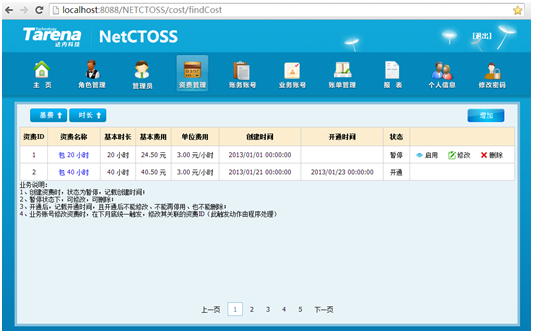 localhost:8088/NETCTOSS/cost/findCost
Technology
Tarena
达内科技
NetCTOSS
[退出]
主 页 角色管理 管理员 资费管理 账务账号 业务账号 账单管理 报 表 个人信息 修改密码
基费 时长 增加
资费ID 资费名称 基本时长 基本费用 单位费用 创建时间 开通时间 状态
1 包 20 小时 20 小时 24.50 元 3.00 元/小时 2013/01/01 00:00:00 暂停 启用 修改 删除
2 包 40 小时 40 小时 40.50 元 3.00 元/小时 2013/01/21 00:00:00 2013/01/23 00:00:00 开通
业务说明:
1、创建资费时,状态为暂停,记载创建时间;
2、暂停状态下,可修改,可删除;
3、开通后,记载开通时间,且开通后不能修改、不能再停用、也不能删除;
4、业务账号修改资费时,在下月底统一触发,修改其关联的资费ID(此触发动作由程序处理)
上一页 1 2 3 4 5 下一页